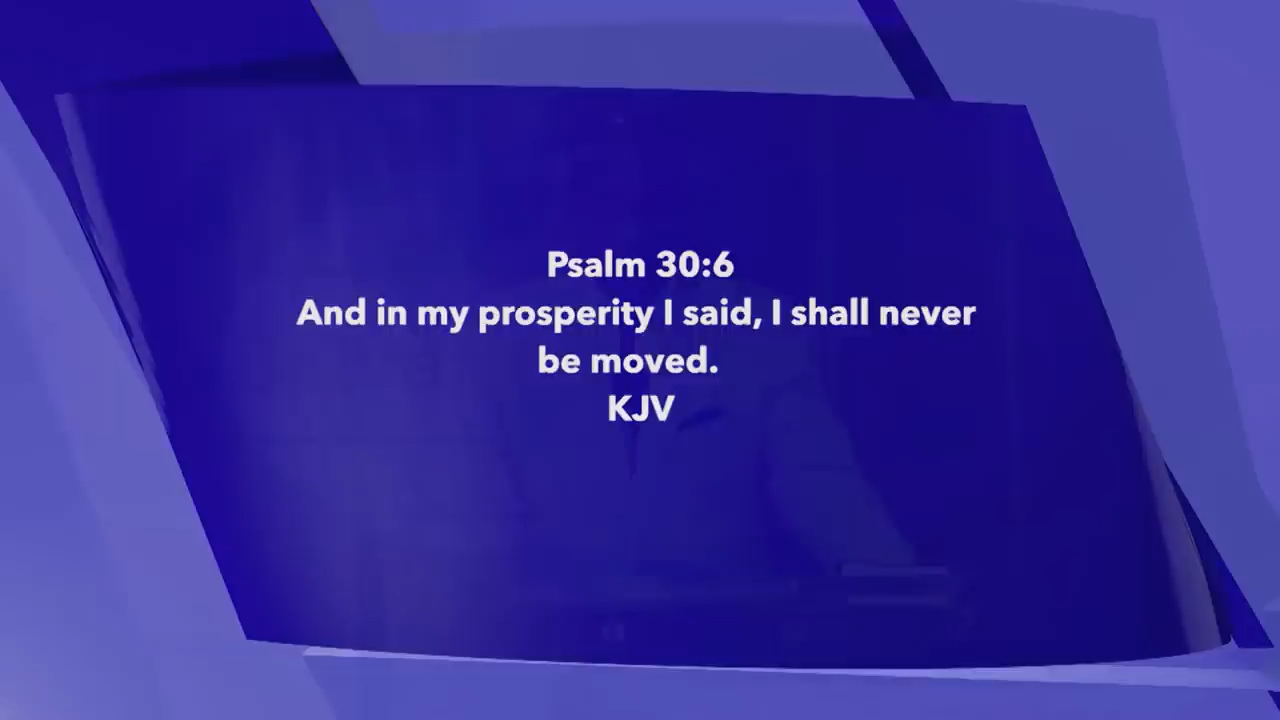 Psalm 30:6
And in my prosperity I said, I shall never
be moved.
KJV